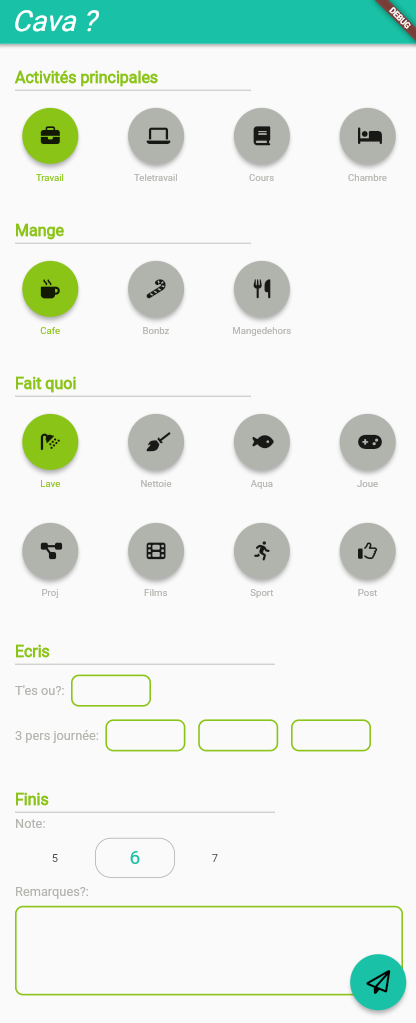 Cava ?
DEBUG
Activités principales
Travail Teletravail Cours Chambre
Mange
Cafe Bonbz Mangedehors
Fait quoi
Lave Nettoie Aqua Joue
Proj Films Sport Post
Ecris
T'es ou?:
3 pers journée:
Finis
Note:
5 6 7
Remarques?: